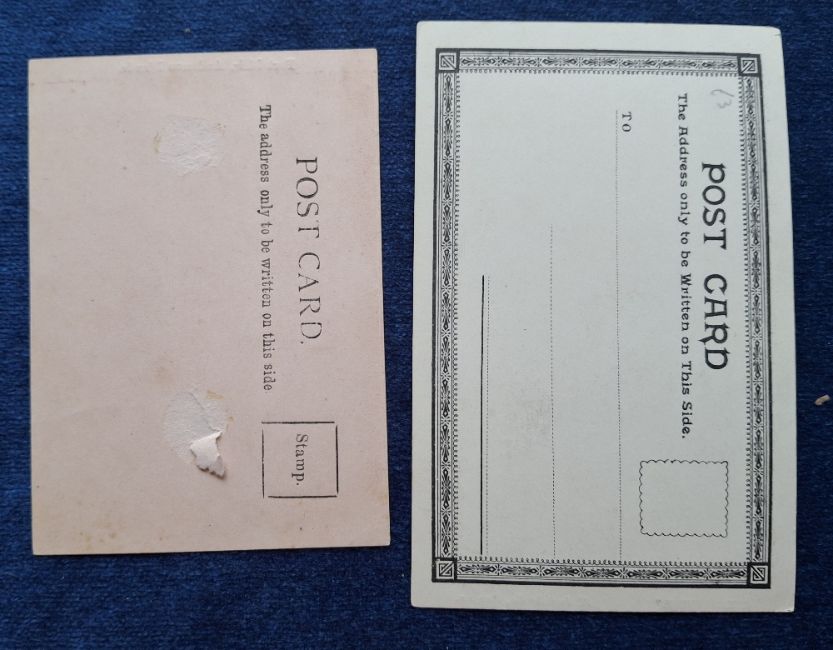 POST CARD.
The address only to be written on this side
Stamp.
63
POST CARD
The Address only to be Written on This Side.
TO